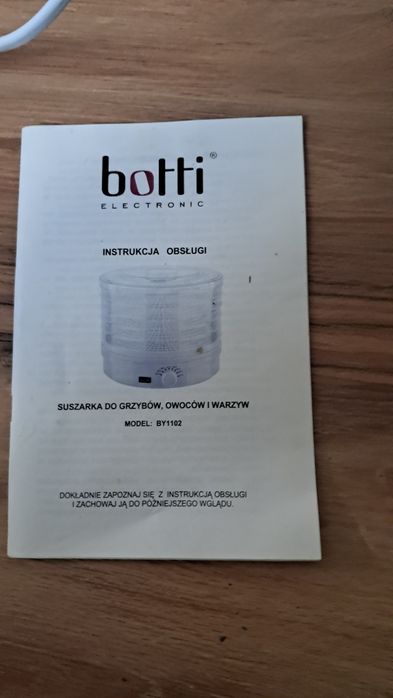 botti®
ELECTRONIC
INSTRUKCJA OBSŁUGI
SUSZARKA DO GRZYBÓW, OWOCÓW I WARZYW
MODEL: BY1102
DOKŁADNIE ZAPOZNAJ SIĘ Z INSTRUKCJĄ OBSŁUGI
I ZACHOWAJ JĄ DO PÓŹNIEJSZEGO WGLĄDU.